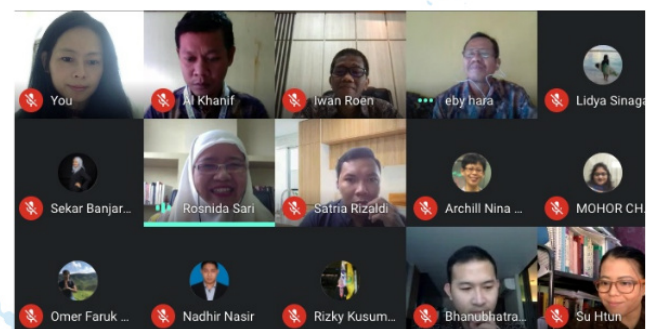 You
Al Khanif
Iwan Roen
eby hara
Lidya Sinaga
Sekar Banjar...
Rosnida Sari
Satria Rizaldi
Archill Nina ...
MOHOR CH
Omer Faruk ...
Nadhir Nasir
Rizky Kusum...
Bhanubhatra...
Su Htun